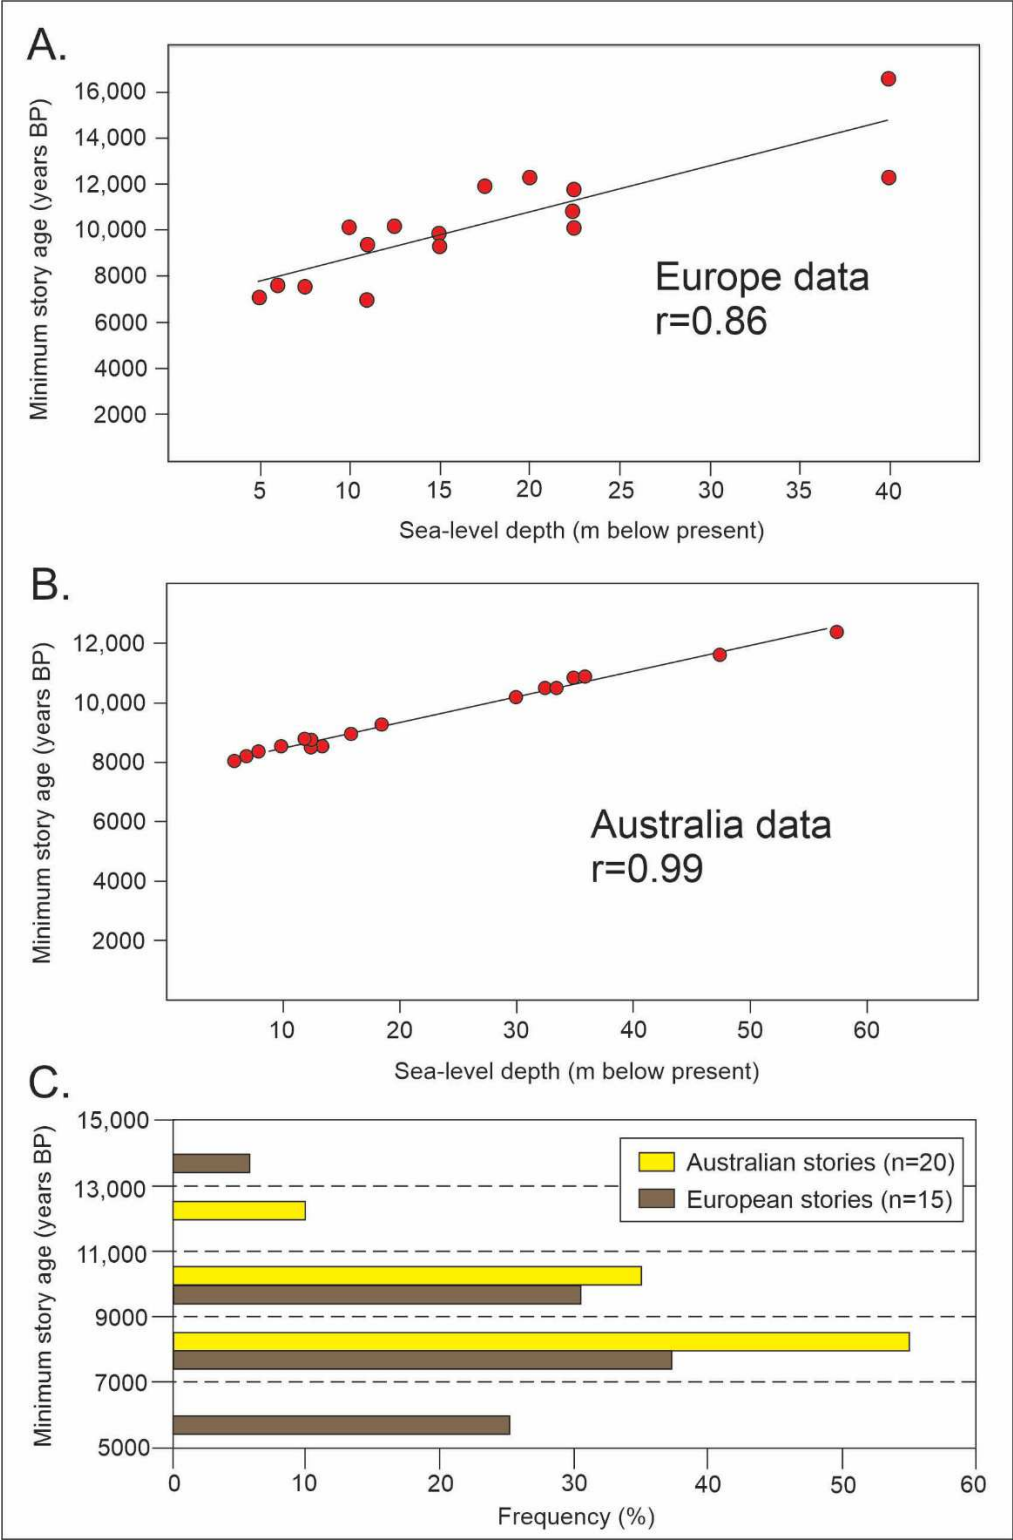 A.
Minimum story age (years BP)
16,000
14,000
12,000
10,000
8000
6000
4000
2000
Europe data
r=0.86
5 10 15 20 25 30 35 40
Sea-level depth (m below present)
B.
Minimum story age (years BP)
12,000
10,000
8000
6000
4000
2000
Australia data
r=0.99
10 20 30 40 50 60
Sea-level depth (m below present)
C.
Minimum story age (years BP)
15,000
13,000
11,000
9000
7000
5000
Australian stories (n=20)
European stories (n=15)
0 10 20 30 40 50 60
Frequency (%)